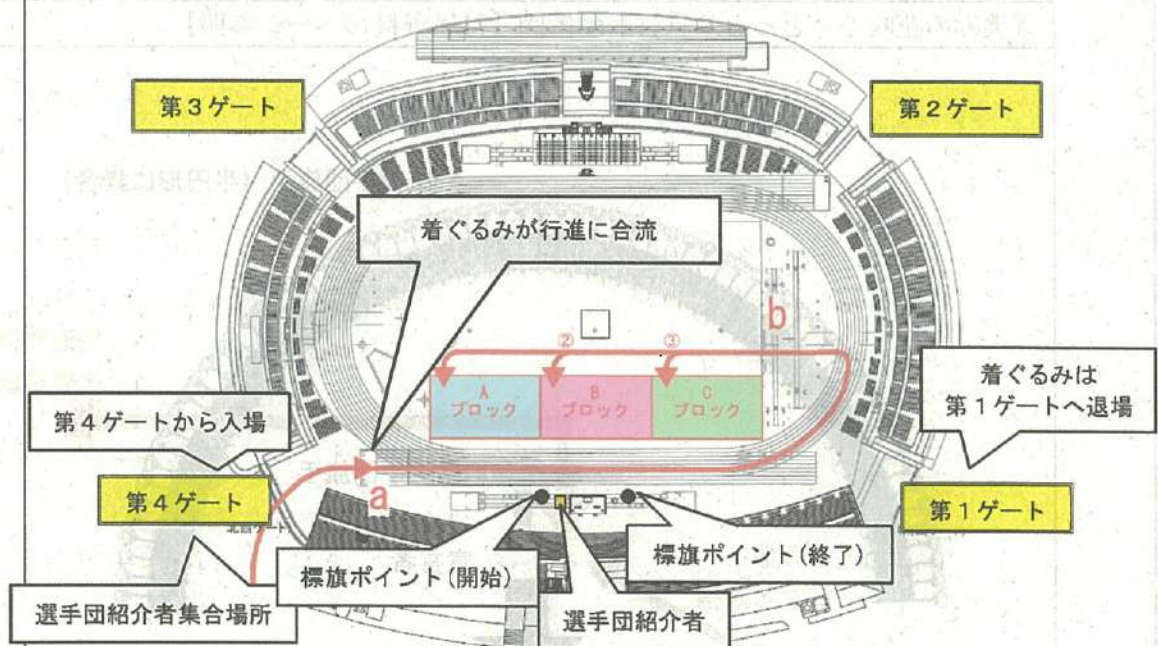 第3ゲート
第2ゲート
着ぐるみが行進に合流
b
②
③
A
ブロック
B
ブロック
C
ブロック
着ぐるみは
第1ゲートへ退場
第4ゲートから入場
第4ゲート
a
第1ゲート
標旗ポイント(開始)
標旗ポイント(終了)
選手団紹介者集合場所
選手団紹介者